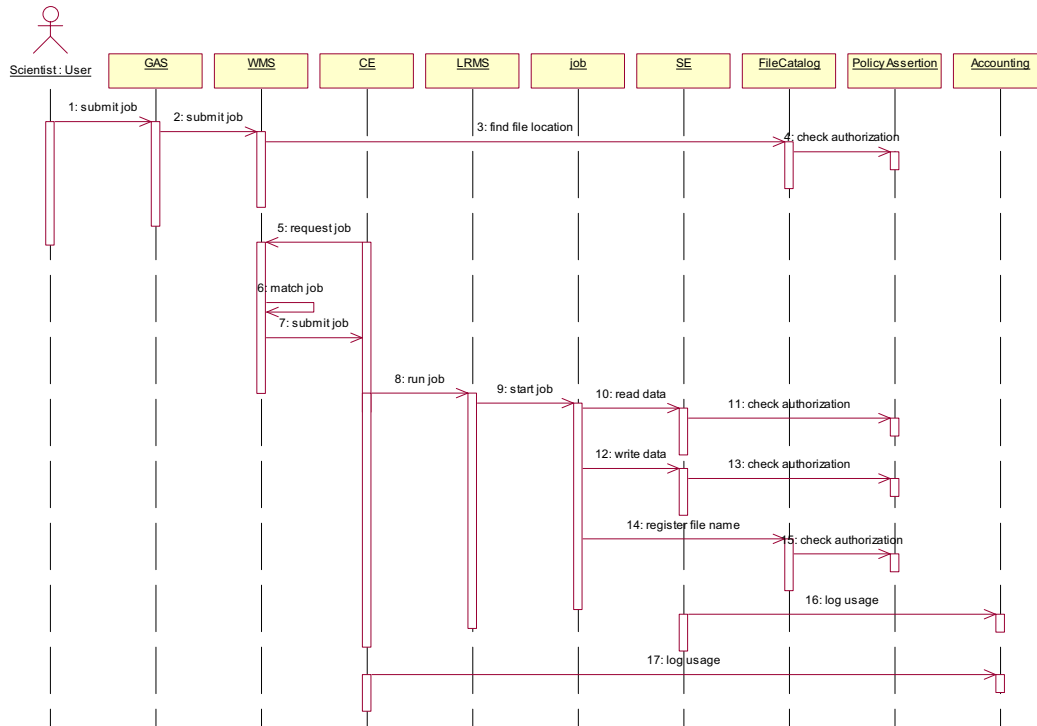 Scientist : User
GAS
WMS
CE
LRMS
job
SE
FileCatalog
PolicyAssertion
Accounting
1: submit job
2: submit job
3: find file location
4: check authorization
5: request job
6: match job
7: submit job
8: run job
9: start job
10: read data
11: check authorization
12: write data
13: check authorization
14: register file name
15: check authorization
16: log usage
17: log usage